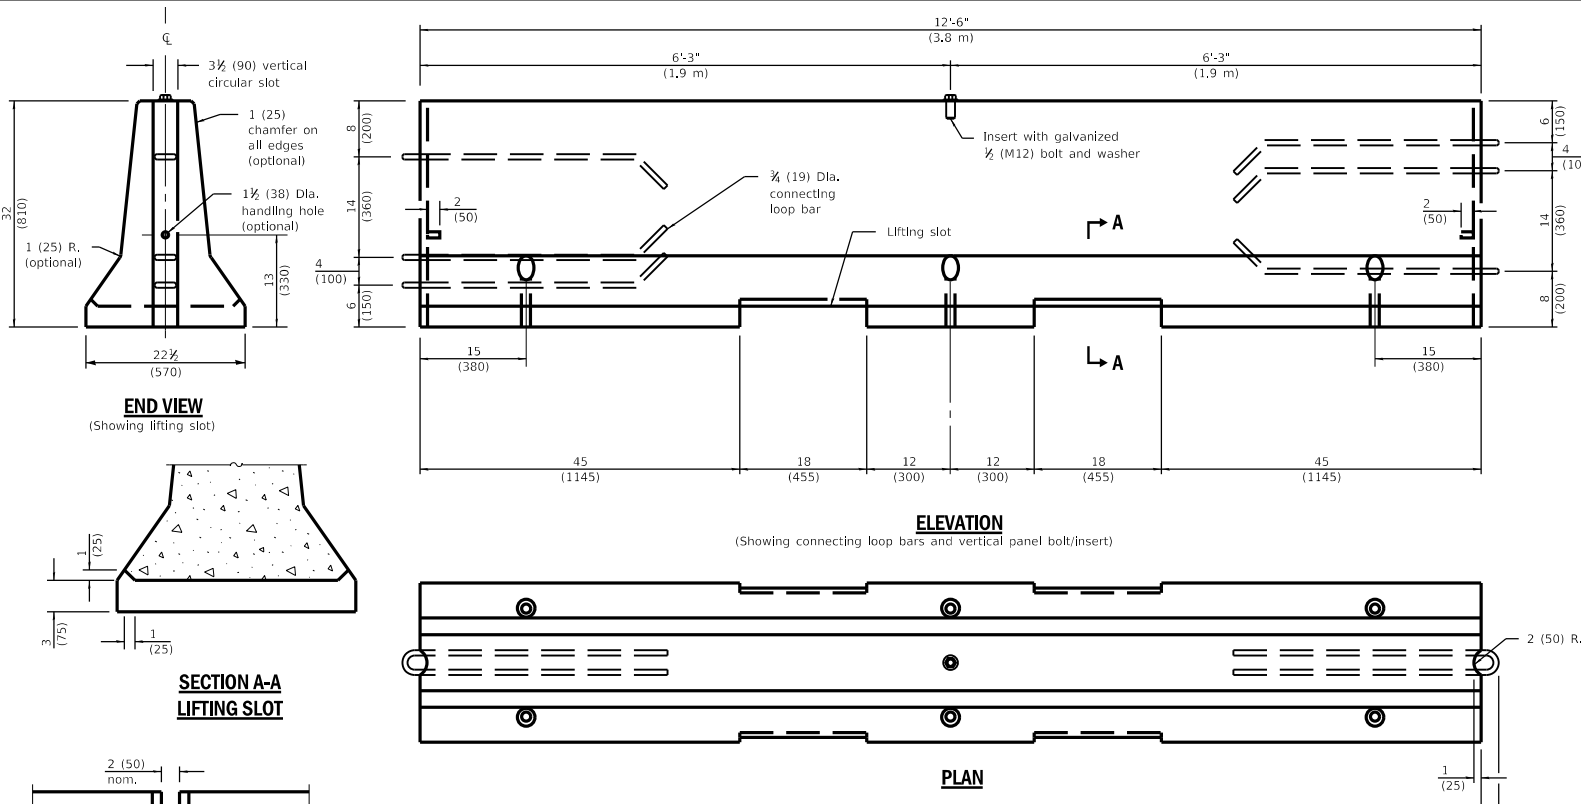 ℄
3½ (90) vertical
circular slot
1 (25)
chamfer on
all edges
(optional)
1½ (38) Dia.
handling hole
(optional)
1 (25) R.
(optional)
32
(810)
13
(330)
22½
(570)
END VIEW
(Showing lifting slot)
12'-6"
(3.8 m)
6'-3"
(1.9 m)
6'-3"
(1.9 m)
8
(200)
14
(360)
4
(100)
6
(150)
2
(50)
Insert with galvanized
½ (M12) bolt and washer
¾ (19) Dia.
connecting
loop bar
Lifting slot
A
A
6
(150)
4
(10
14
(360)
8
(200)
2
(50)
15
(380)
15
(380)
45
(1145)
18
(455)
12
(300)
12
(300)
18
(455)
45
(1145)
ELEVATION
(Showing connecting loop bars and vertical panel bolt/insert)
1
(25)
3
(75)
1
(25)
SECTION A-A
LIFTING SLOT
2 (50) R.
1
(25)
PLAN
2 (50)
nom.